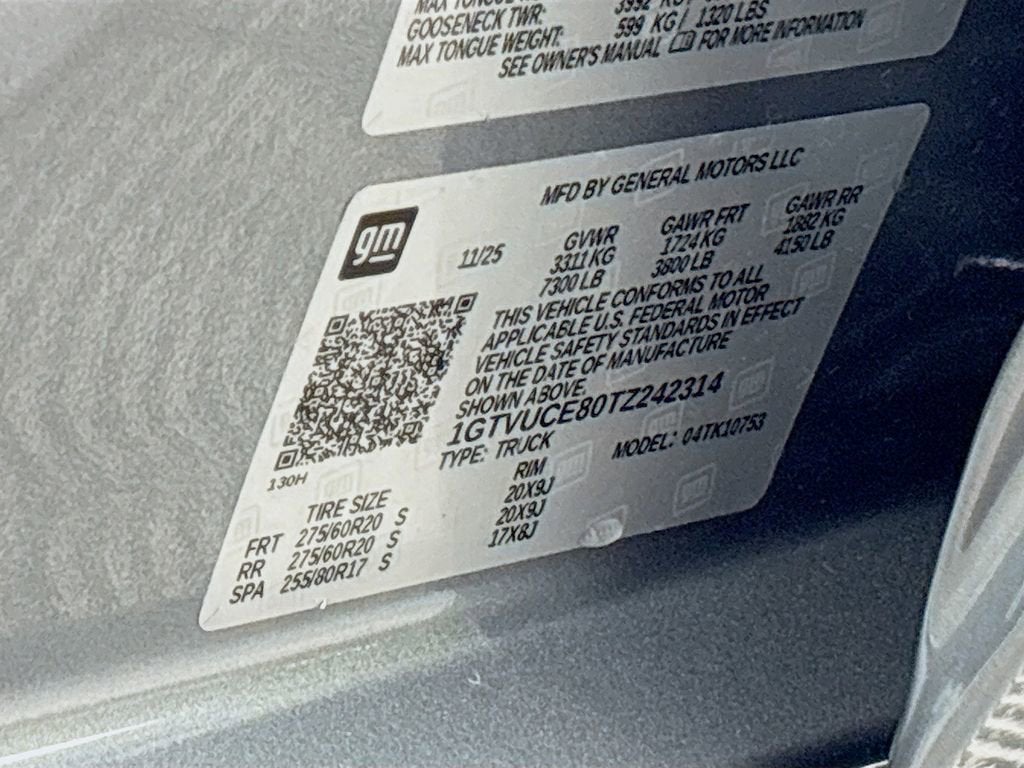 GOOSENECK TWR: 599 KG / 1320 LBS
MAX TONGUE WEIGHT:
SEE OWNER'S MANUAL FOR MORE INFORMATION
MFD BY GENERAL MOTORS LLC
gm
11/25
GVWR GAWR FRT GAWR RR
3311 KG 1724 KG 1882 KG
7300 LB 3800 LB 4150 LB
THIS VEHICLE CONFORMS TO ALL
APPLICABLE U.S. FEDERAL MOTOR
VEHICLE SAFETY STANDARDS IN EFFECT
ON THE DATE OF MANUFACTURE
SHOWN ABOVE.
1GTVUCE80TZ242314
TYPE: TRUCK MODEL: 04TK10753
130H
TIRE SIZE RIM
FRT 275/60R20 S 20X9J
RR 275/60R20 S 20X9J
SPA 255/80R17 S 17X8J